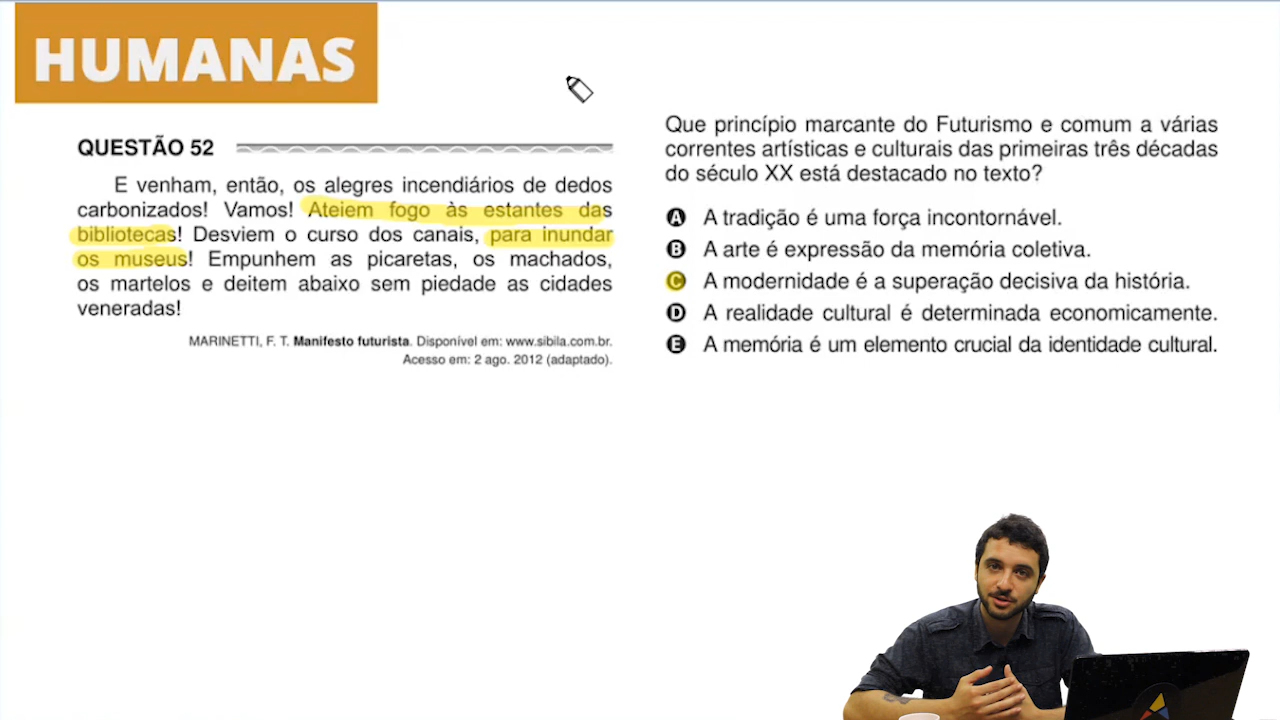 HUMANAS
QUESTÃO 52
E venham, então, os alegres incendiários de dedos
carbonizados! Vamos! Ateiem fogo às estantes das
bibliotecas! Desviem o curso dos canais, para inundar
os museus! Empunhem as picaretas, os machados,
os martelos e deitem abaixo sem piedade as cidades
veneradas!
MARINETTI, F. T. Manifesto futurista. Disponível em: www.sibila.com.br.
Acesso em: 2 ago. 2012 (adaptado).
Que princípio marcante do Futurismo e comum a várias
correntes artísticas e culturais das primeiras três décadas
do século XX está destacado no texto?
A A tradição é uma força incontornável.
B A arte é expressão da memória coletiva.
C A modernidade é a superação decisiva da história.
D A realidade cultural é determinada economicamente.
E A memória é um elemento crucial da identidade cultural.